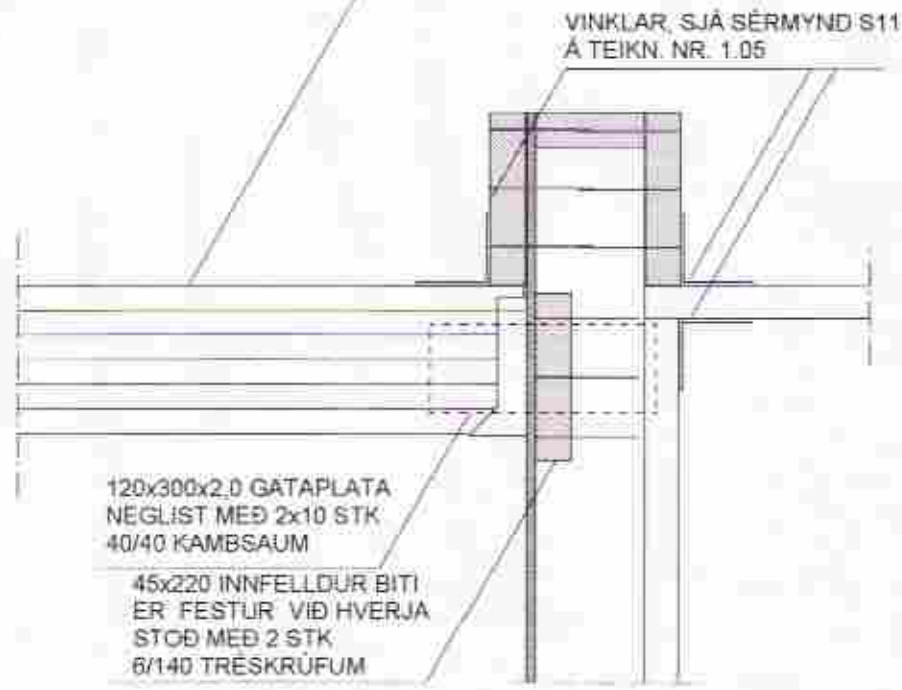 VINKLAR, SJÁ SÉRMYND S11
Á TEIKN. NR. 1.05
120x300x2,0 GATAPLATA
NEGLIST MEÐ 2x10 STK
40/40 KAMBSAUM
45x220 INNFELLDUR BITI
ER FESTUR VIÐ HVERJA
STOÐ MEÐ 2 STK
6/140 TRÉSKRÚFUM